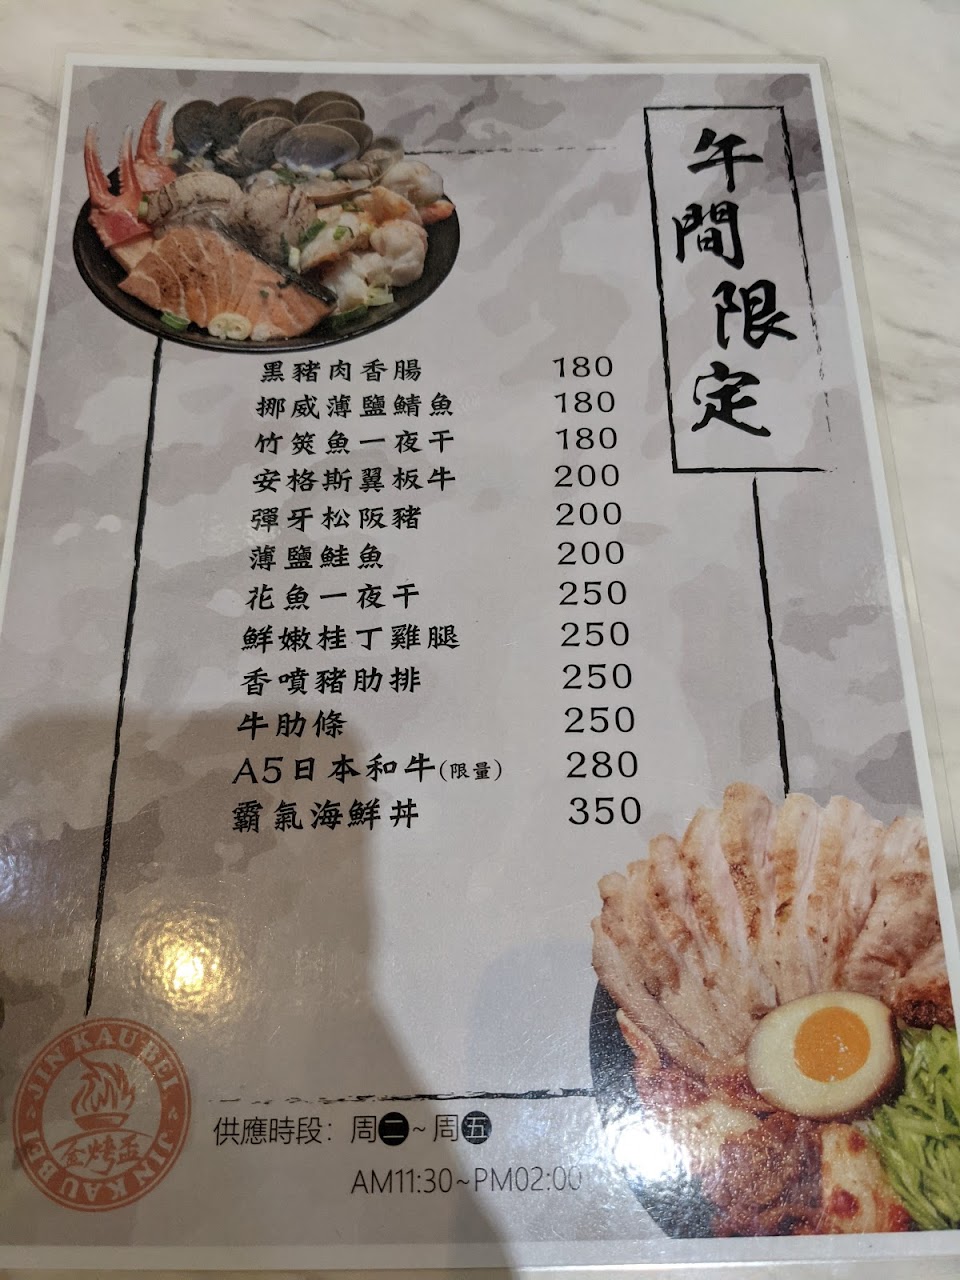 午間限定
黑豬肉香腸 180
挪威薄鹽鯖魚 180
竹筴魚一夜干 180
安格斯翼板牛 200
彈牙松阪豬 200
薄鹽鮭魚 200
花魚一夜干 250
鮮嫩桂丁雞腿 250
香噴豬肋排 250
牛肋條 250
A5日本和牛(限量) 280
霸氣海鮮丼 350
JIN KAU BEI
金烤盃
JIN KAU BEI
供應時段：周二~周五
AM11:30~PM02:00